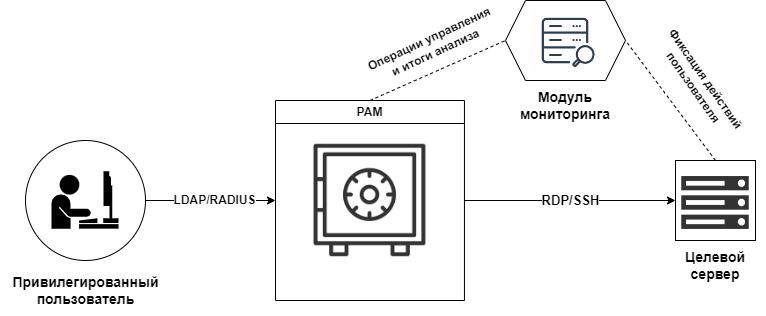 Операции управления
и итоги анализа
Фиксация действий
пользователя
Модуль
мониторинга
PAM
LDAP/RADIUS
RDP/SSH
Привилегированный
пользователь
Целевой
сервер